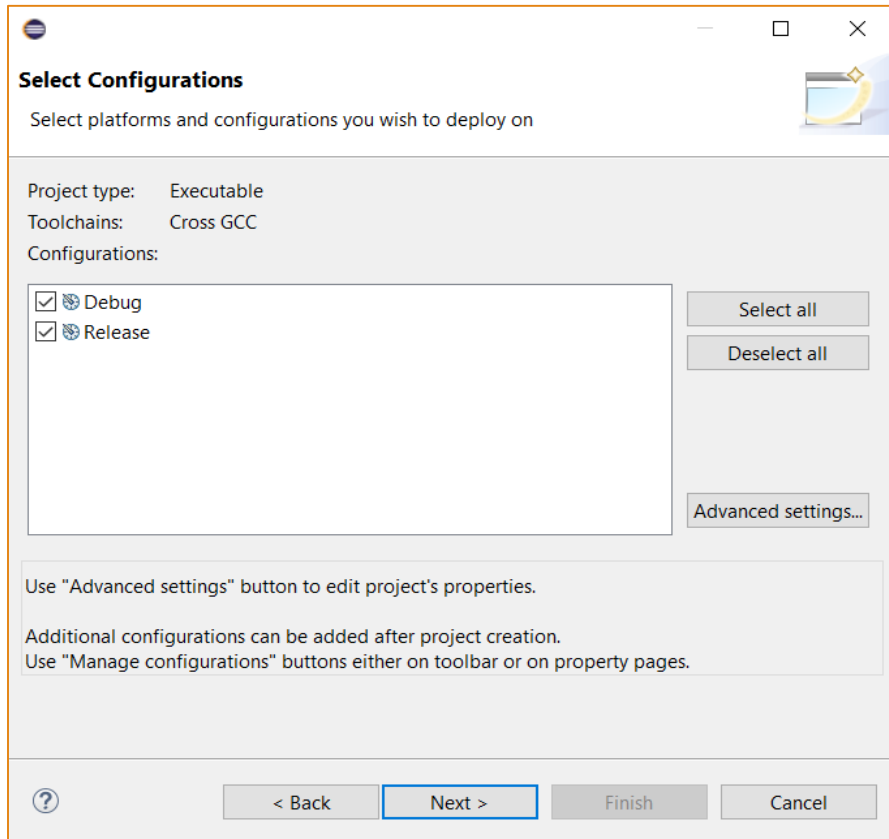 Select Configurations
Select platforms and configurations you wish to deploy on
Project type: Executable
Toolchains: Cross GCC
Configurations:
Debug
Release
Select all
Deselect all
Advanced settings...
Use "Advanced settings" button to edit project's properties.
Additional configurations can be added after project creation.
Use "Manage configurations" buttons either on toolbar or on property pages.
? < Back Next > Finish Cancel